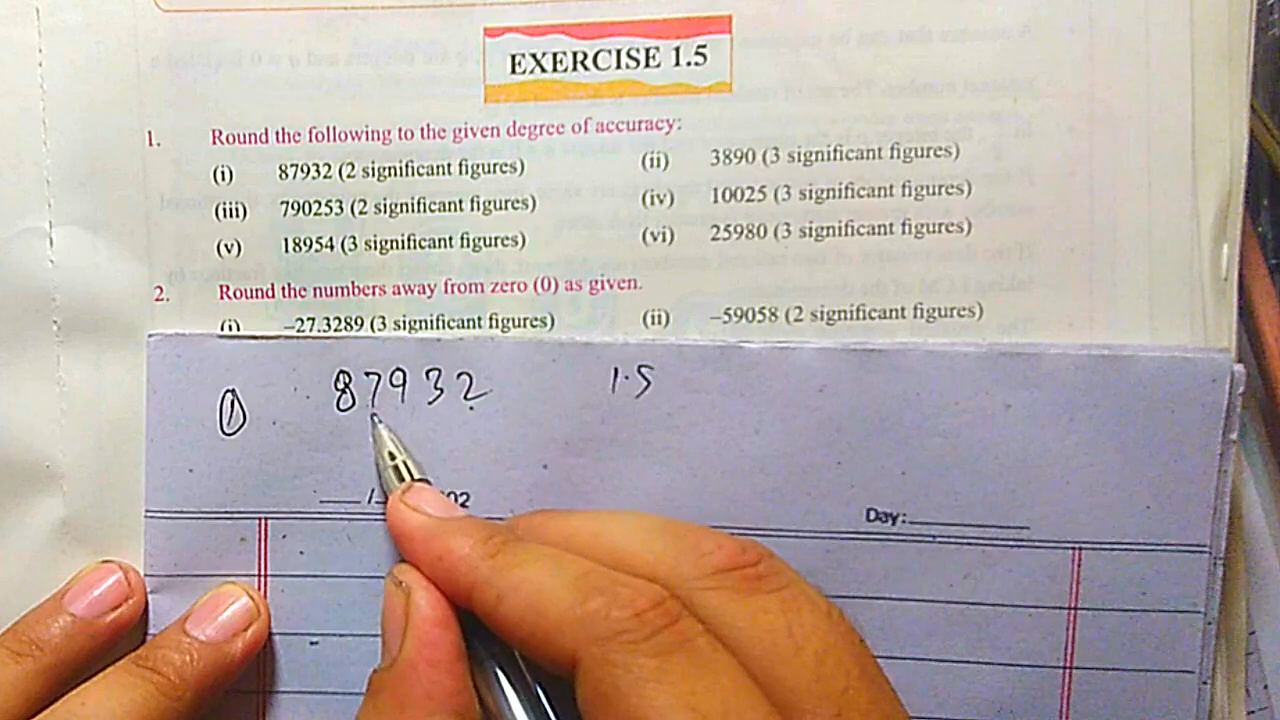 EXERCISE 1.5
1. Round the following to the given degree of accuracy:
(i) 87932 (2 significant figures) (ii) 3890 (3 significant figures)
(iii) 790253 (2 significant figures) (iv) 10025 (3 significant figures)
(v) 18954 (3 significant figures) (vi) 25980 (3 significant figures)
2. Round the numbers away from zero (0) as given.
(i) –27.3289 (3 significant figures) (ii) –59058 (2 significant figures)
① 87932 1.5
Day: